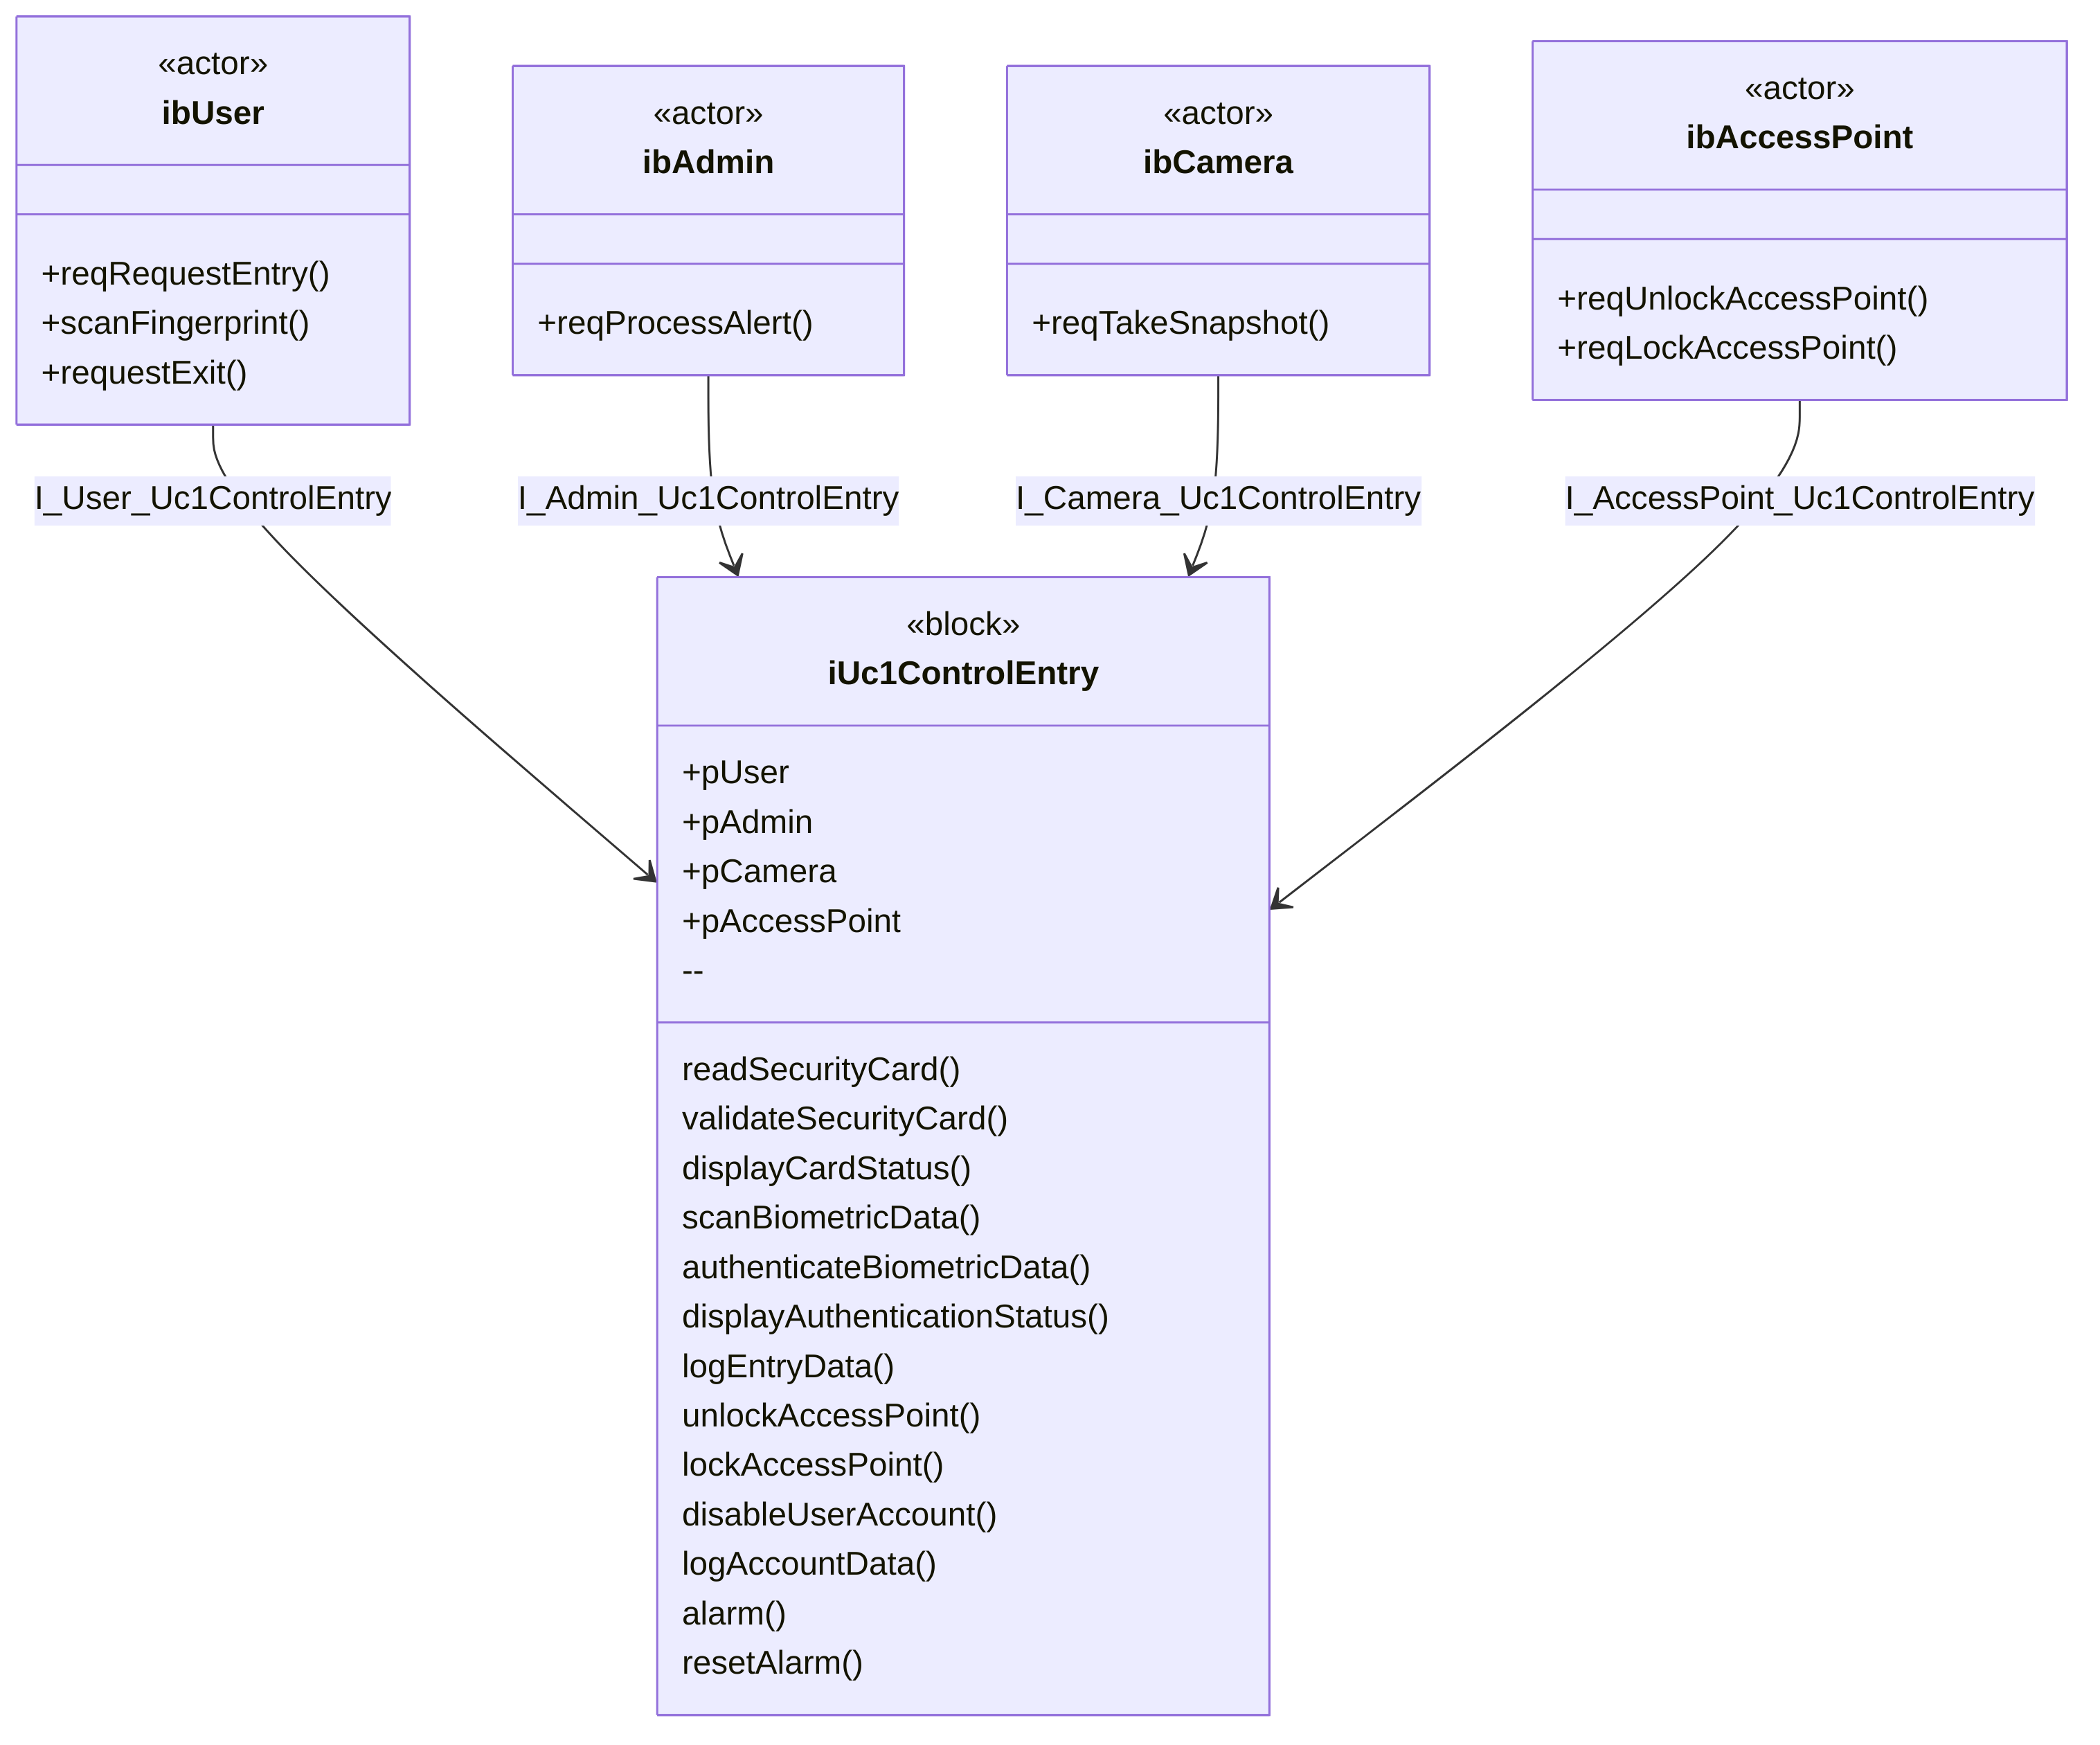 «actor»
ibUser
+reqRequestEntry()
+scanFingerprint()
+requestExit()
«actor»
ibAdmin
+reqProcessAlert()
«actor»
ibCamera
+reqTakeSnapshot()
«actor»
ibAccessPoint
+reqUnlockAccessPoint()
+reqLockAccessPoint()
I_User_Uc1ControlEntry
I_Admin_Uc1ControlEntry
I_Camera_Uc1ControlEntry
I_AccessPoint_Uc1ControlEntry
«block»
iUc1ControlEntry
+pUser
+pAdmin
+pCamera
+pAccessPoint
--
readSecurityCard()
validateSecurityCard()
displayCardStatus()
scanBiometricData()
authenticateBiometricData()
displayAuthenticationStatus()
logEntryData()
unlockAccessPoint()
lockAccessPoint()
disableUserAccount()
logAccountData()
alarm()
resetAlarm()